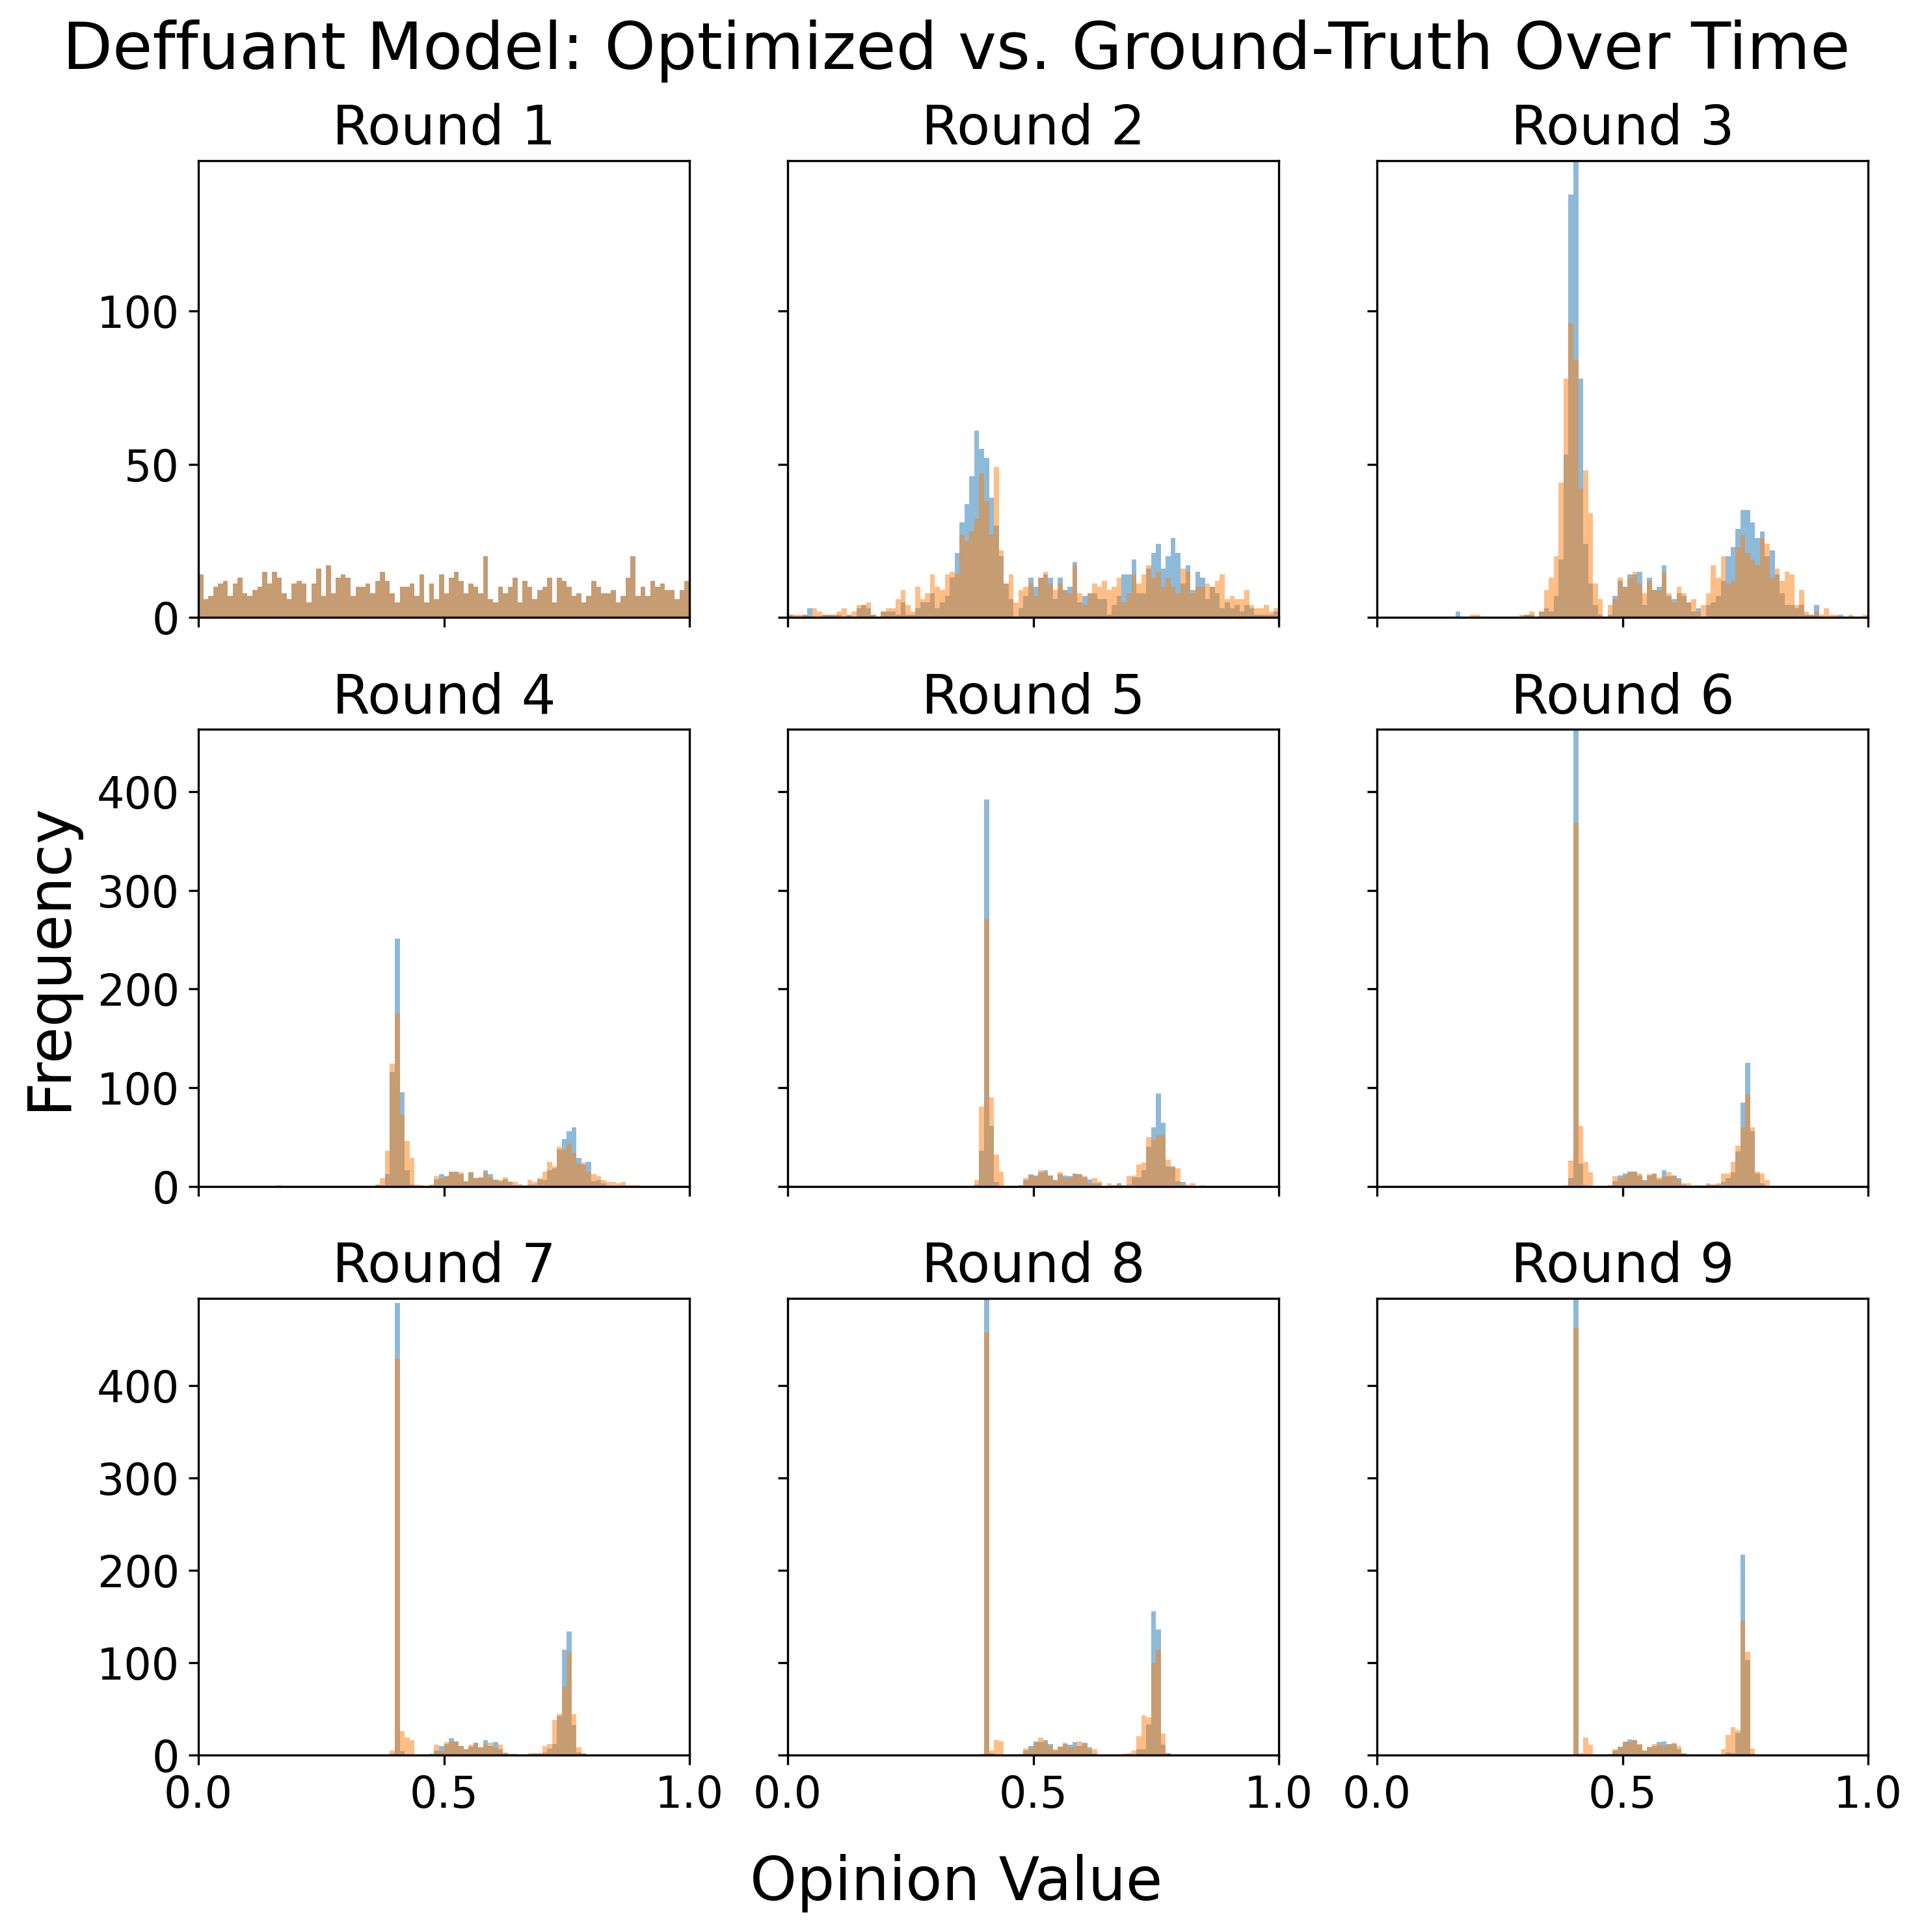 Deffuant Model: Optimized vs. Ground-Truth Over Time
Round 1
Round 2
Round 3
100
50
0
Round 4
Round 5
Round 6
400
300
200
100
0
Frequency
Round 7
Round 8
Round 9
400
300
200
100
0
0.0 0.5 1.0 0.0 0.5 1.0 0.0 0.5 1.0
Opinion Value